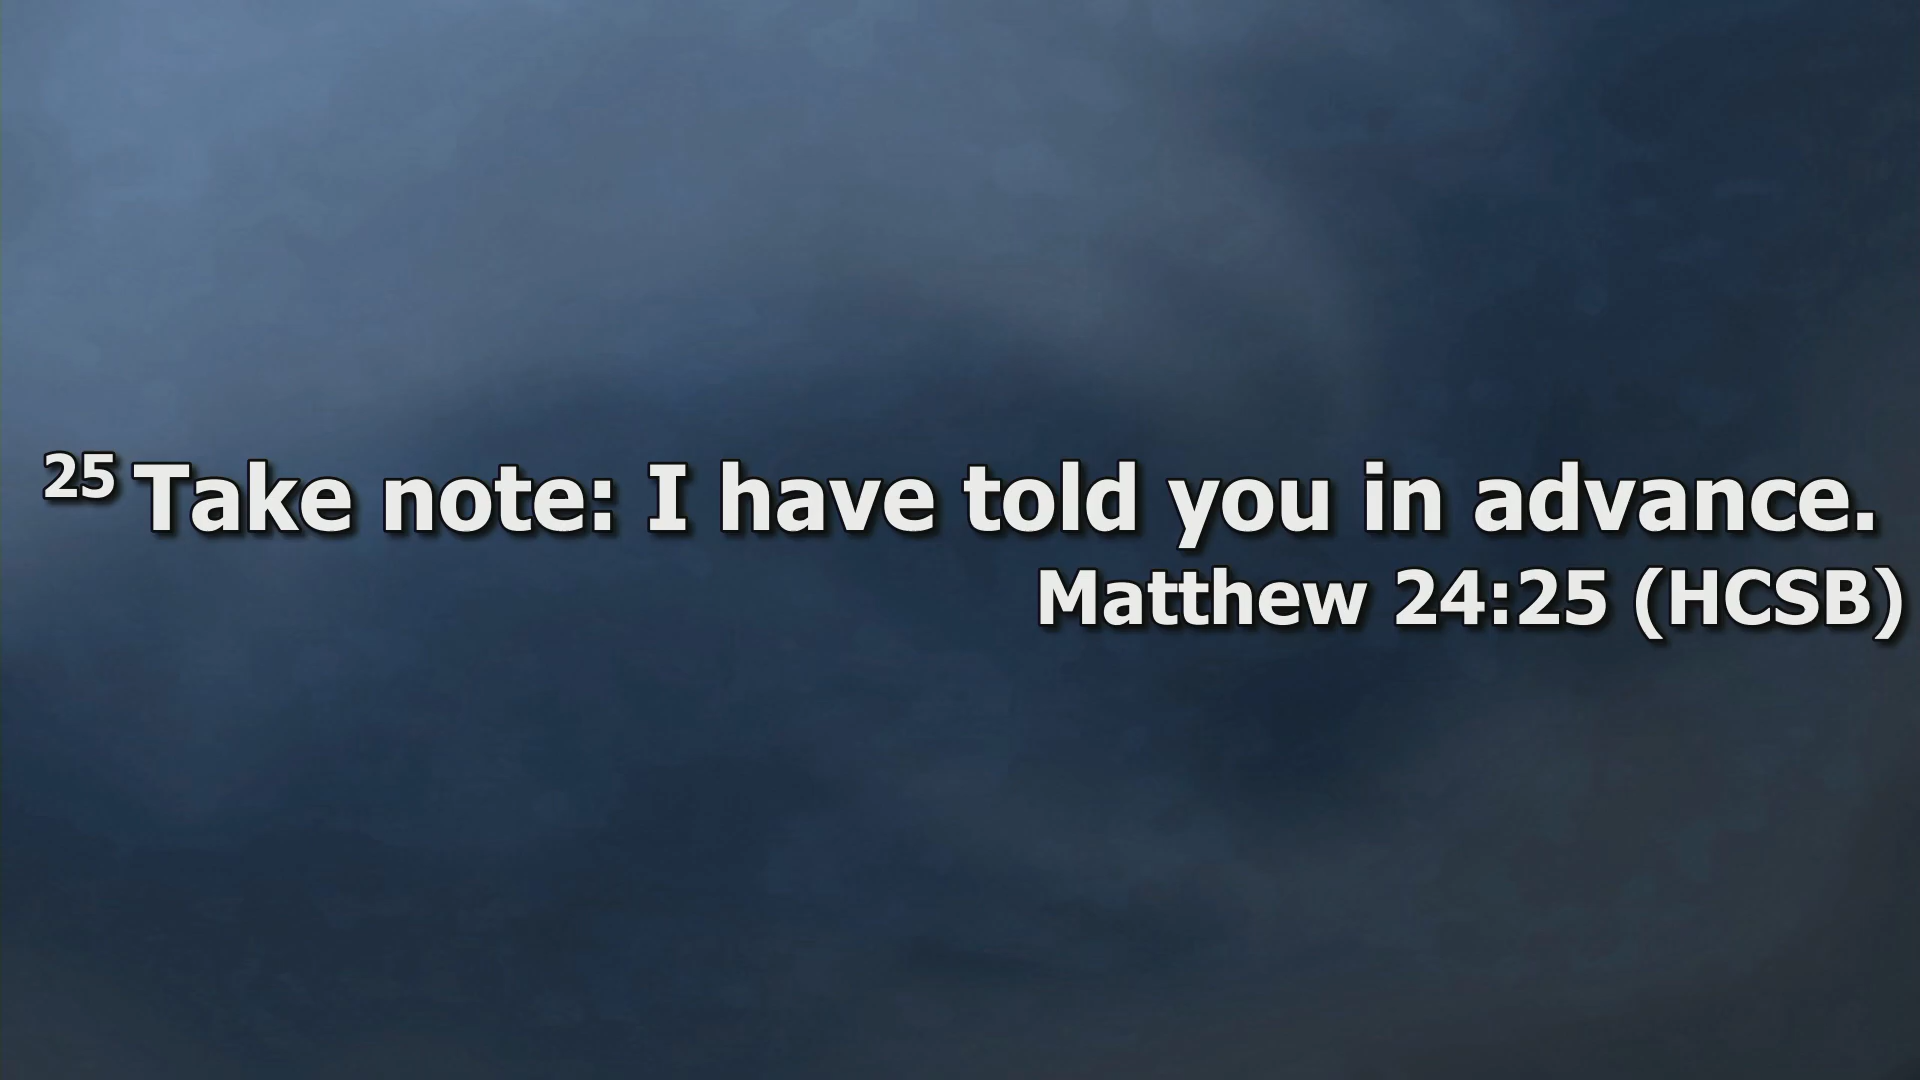 25 Take note: I have told you in advance.
Matthew 24:25 (HCSB)